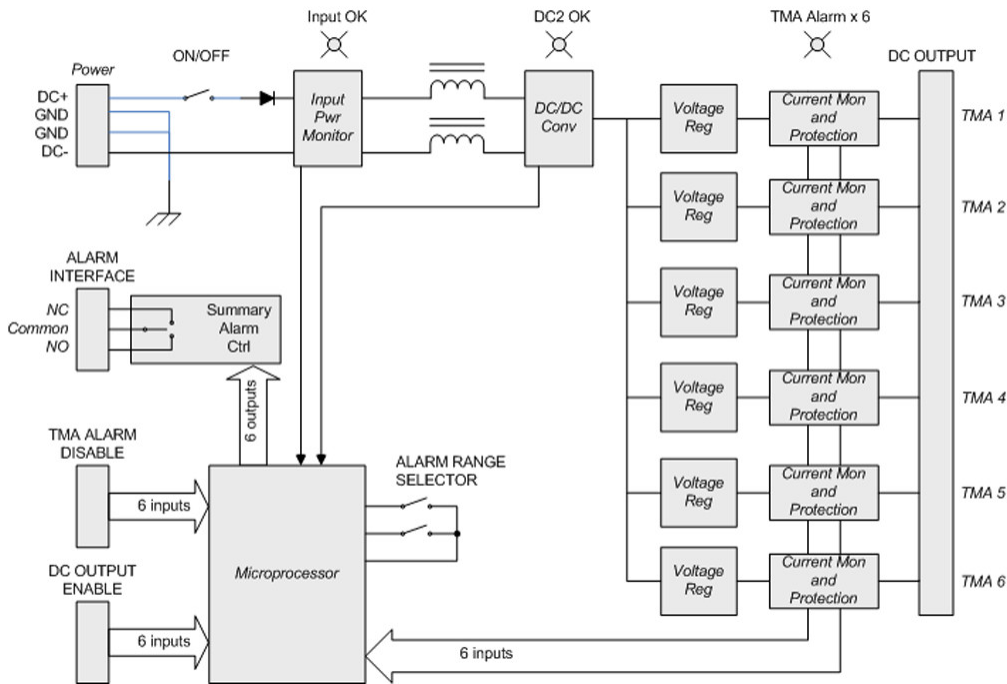 Input OK
DC2 OK
TMA Alarm x 6
ON/OFF
DC OUTPUT
Power
DC+
GND
GND
DC-
Input
Pwr
Monitor
DC/DC
Conv
Voltage
Reg
Current Mon
and
Protection
TMA 1
Voltage
Reg
Current Mon
and
Protection
TMA 2
ALARM
INTERFACE
NC
Common
NO
Summary
Alarm
Ctrl
Voltage
Reg
Current Mon
and
Protection
TMA 3
Voltage
Reg
Current Mon
and
Protection
TMA 4
6 outputs
TMA ALARM
DISABLE
6 inputs
ALARM RANGE
SELECTOR
Voltage
Reg
Current Mon
and
Protection
TMA 5
Microprocessor
DC OUTPUT
ENABLE
6 inputs
Voltage
Reg
Current Mon
and
Protection
TMA 6
6 inputs